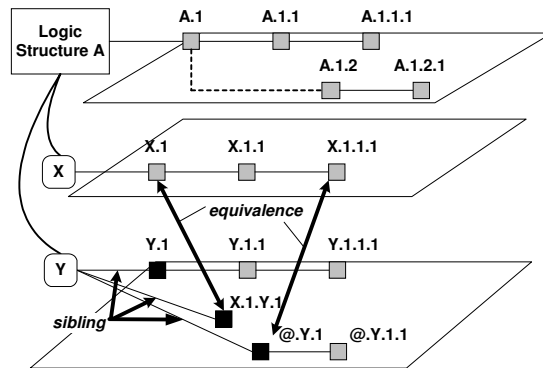 Logic
Structure A
A.1
A.1.1
A.1.1.1
A.1.2
A.1.2.1
X
X.1
X.1.1
X.1.1.1
equivalence
Y
Y.1
Y.1.1
Y.1.1.1
X.1.Y.1
sibling
@.Y.1
@.Y.1.1